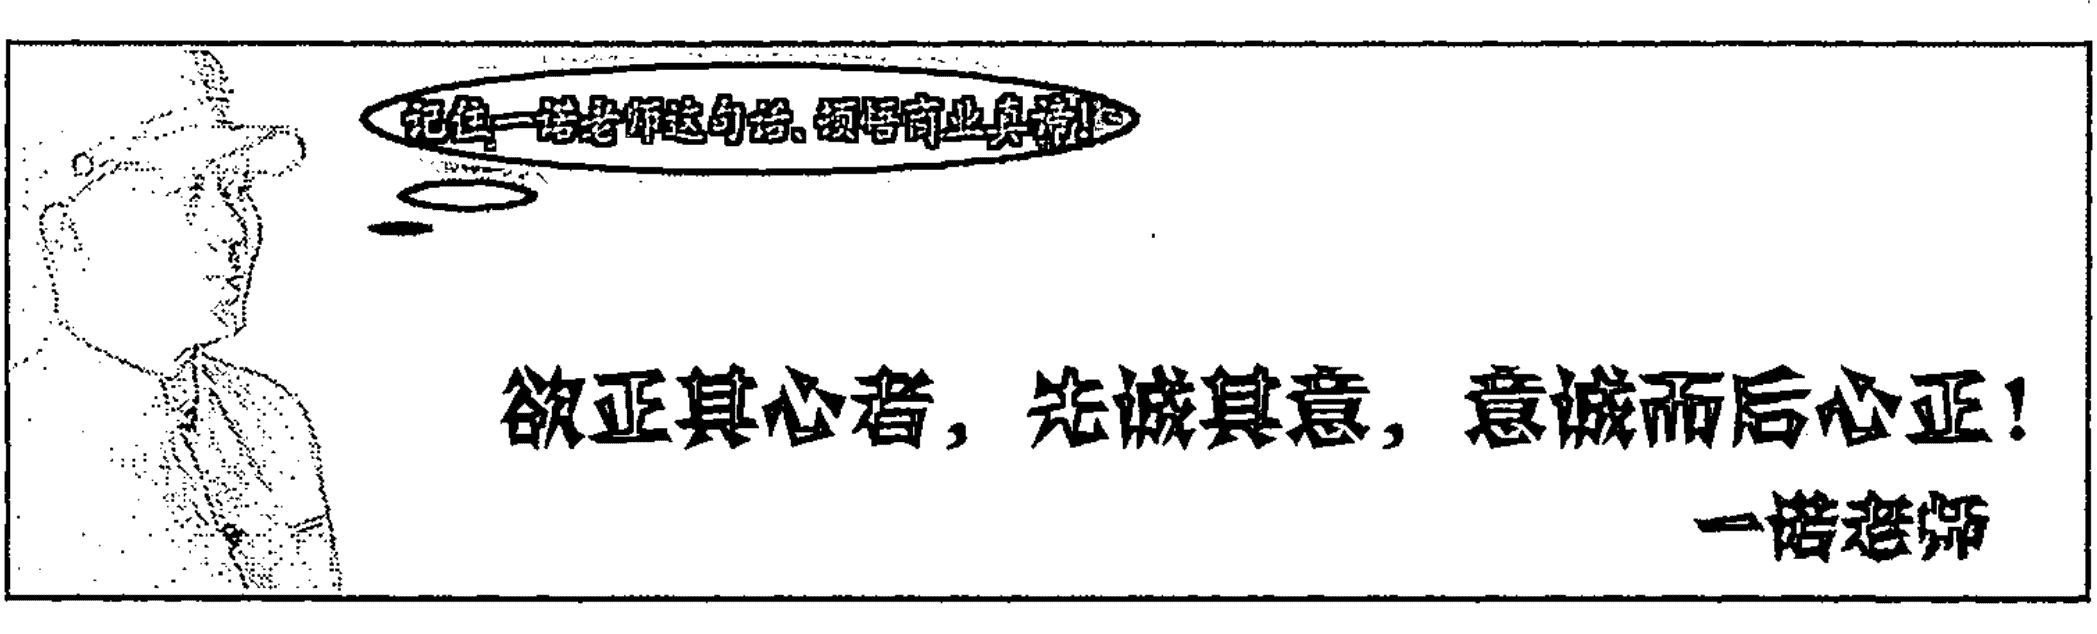 记住一诺老师这句话、领悟商业真谛!
欲正其心者，先诚其意，意诚而后心正！
一诺老师